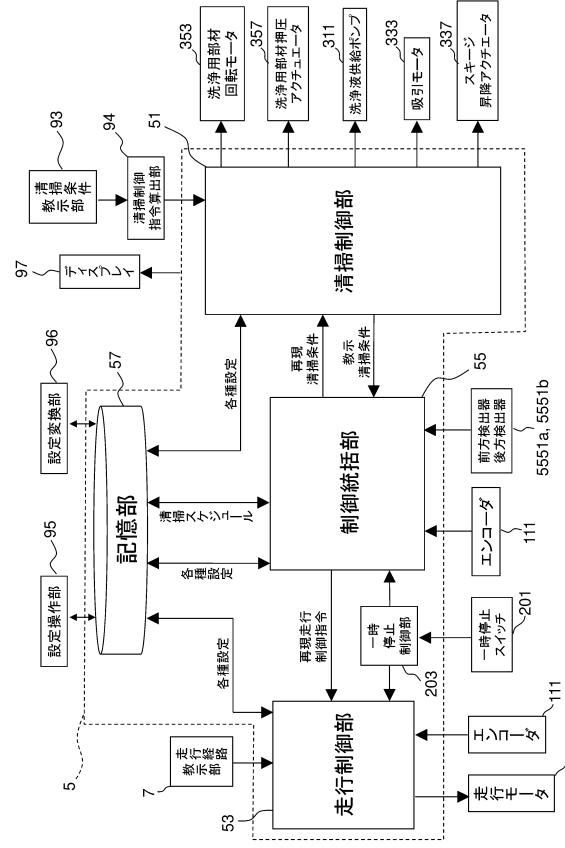 353
洗浄用部材
回転モータ
357
洗浄用部材押圧
アクチュエータ
311
洗浄液供給ポンプ
333
吸引モータ
337
スキージ
昇降アクチエータ
93
清掃条件
教示部
94
清掃制御
指令算出部
51
清掃制御部
97
ディスプレイ
96
設定変換部
57
記憶部
95
設定操作部
各種設定
清掃スケジュール
各種設定
各種設定
再現
清掃条件
教示
清掃条件
55
制御統括部
前方検出器
後方検出器
5551a, 5551b
エンコーダ
111
再現走行
制御指令
一時
停止
制御部
203
一時停止
スイッチ
201
5
7
走行経路
教示部
53
走行制御部
エンコーダ
111
走行
モータ